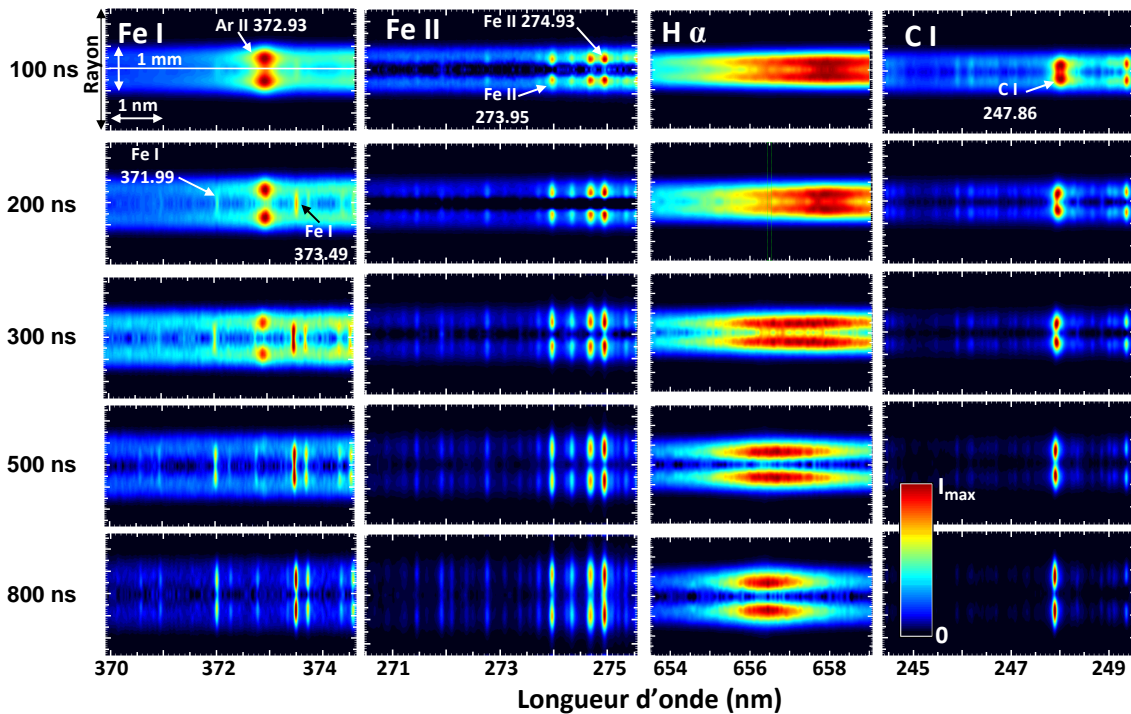 Fe I
Fe II
H α
C I
Rayon
100 ns
Ar II 372.93
1 mm
1 nm
Fe II 274.93
Fe II
273.95
C I
247.86
200 ns
Fe I
371.99
Fe I
373.49
300 ns
500 ns
800 ns
Imax
0
370 372 374 271 273 275 654 656 658 245 247 249
Longueur d’onde (nm)